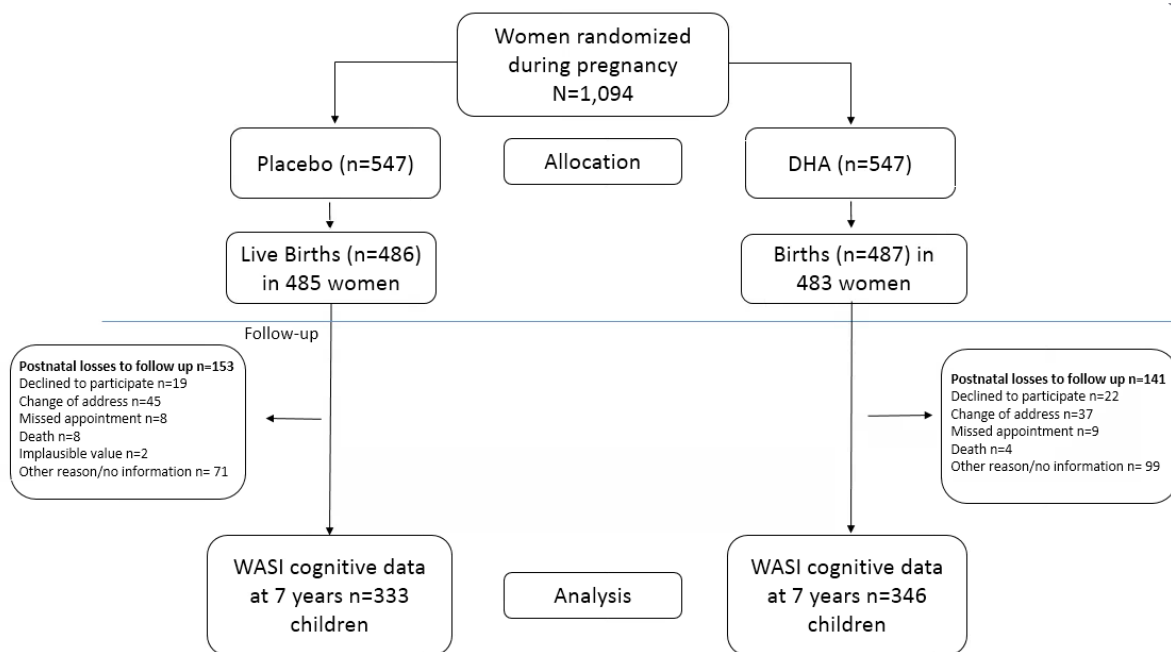 Women randomized
during pregnancy
N=1,094
Placebo (n=547)
Allocation
DHA (n=547)
Live Births (n=486)
in 485 women
Births (n=487) in
483 women
Follow-up
Postnatal losses to follow up n=153
Declined to participate n=19
Change of address n=45
Missed appointment n=8
Death n=8
Implausible value n=2
Other reason/no information n= 71
Postnatal losses to follow up n=141
Declined to participate n=22
Change of address n=37
Missed appointment n=9
Death n=4
Other reason/no information n= 99
WASI cognitive data
at 7 years n=333
children
Analysis
WASI cognitive data
at 7 years n=346
children